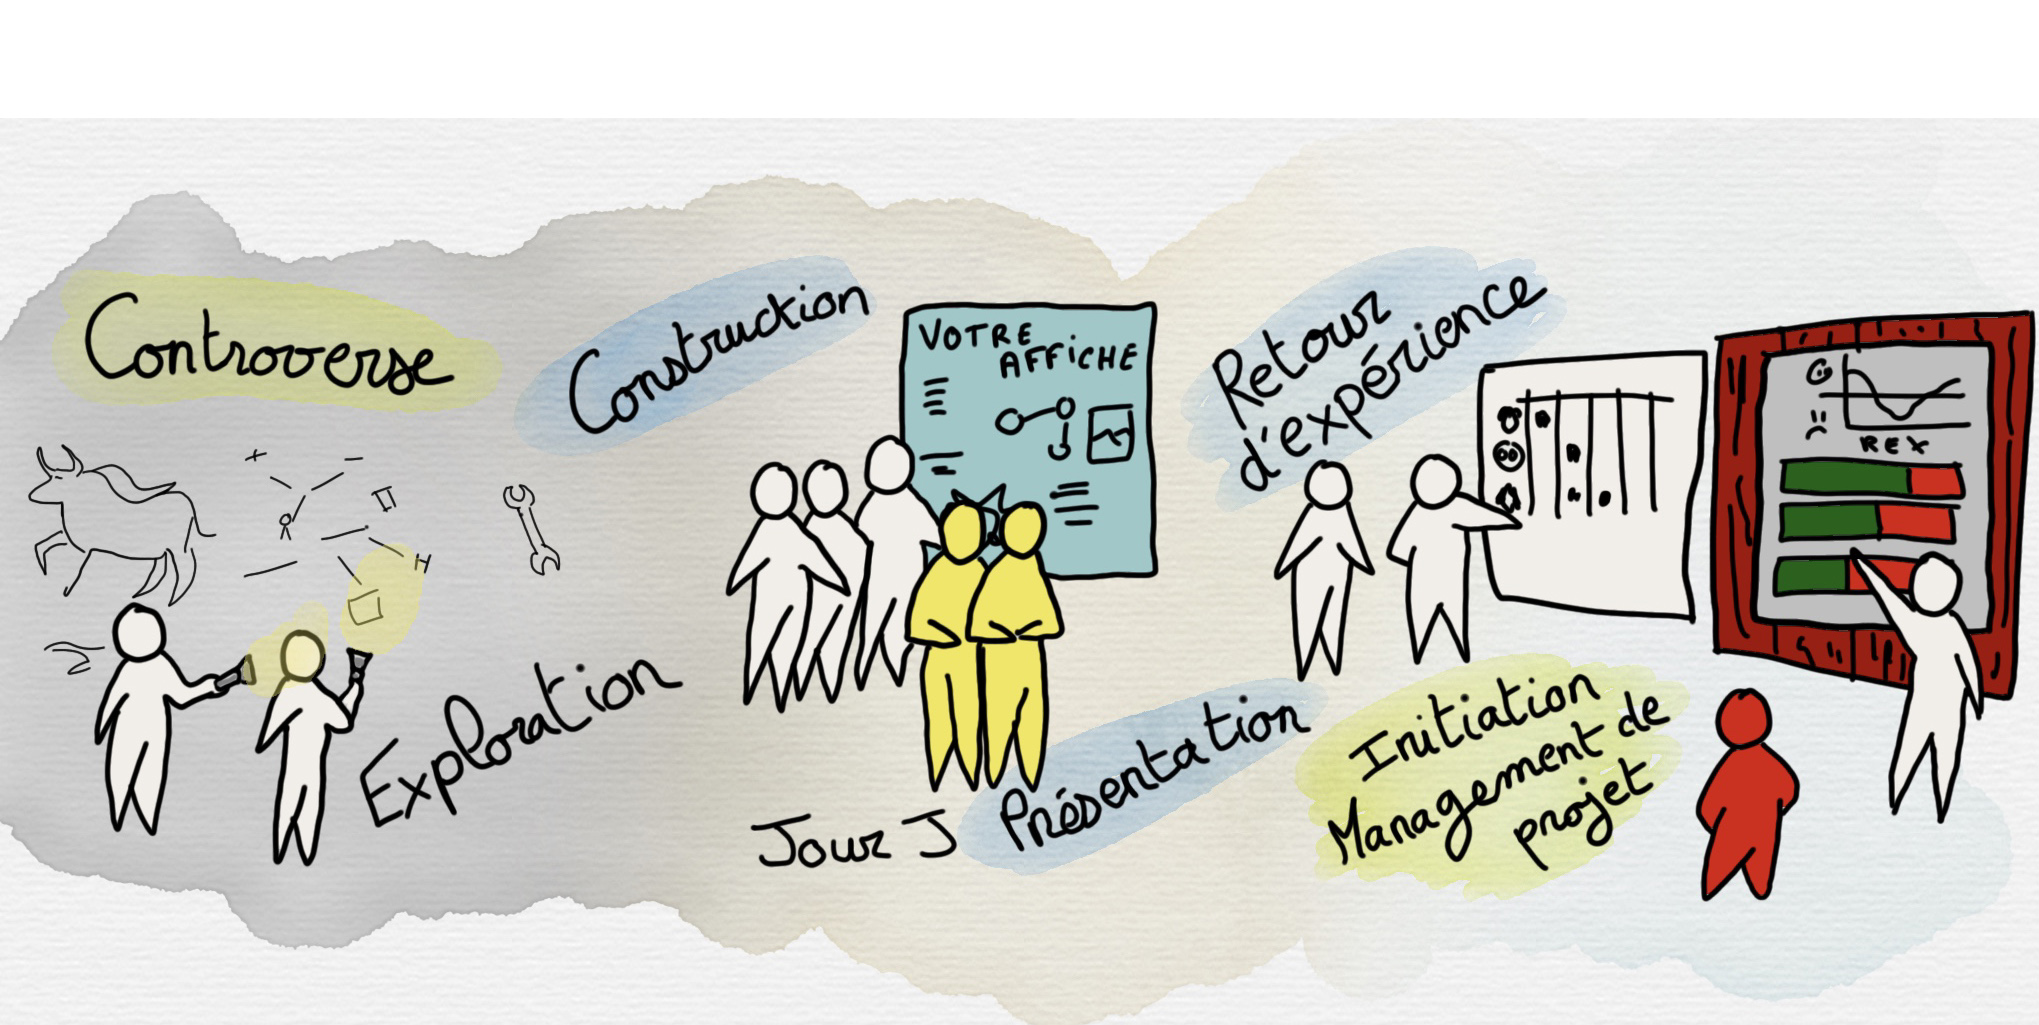 Controverse
Exploration
Construction
VOTRE
AFFiCHE
Jour J
Présentation
Retour
d'expérience
REX
Initiation
Management de
projet